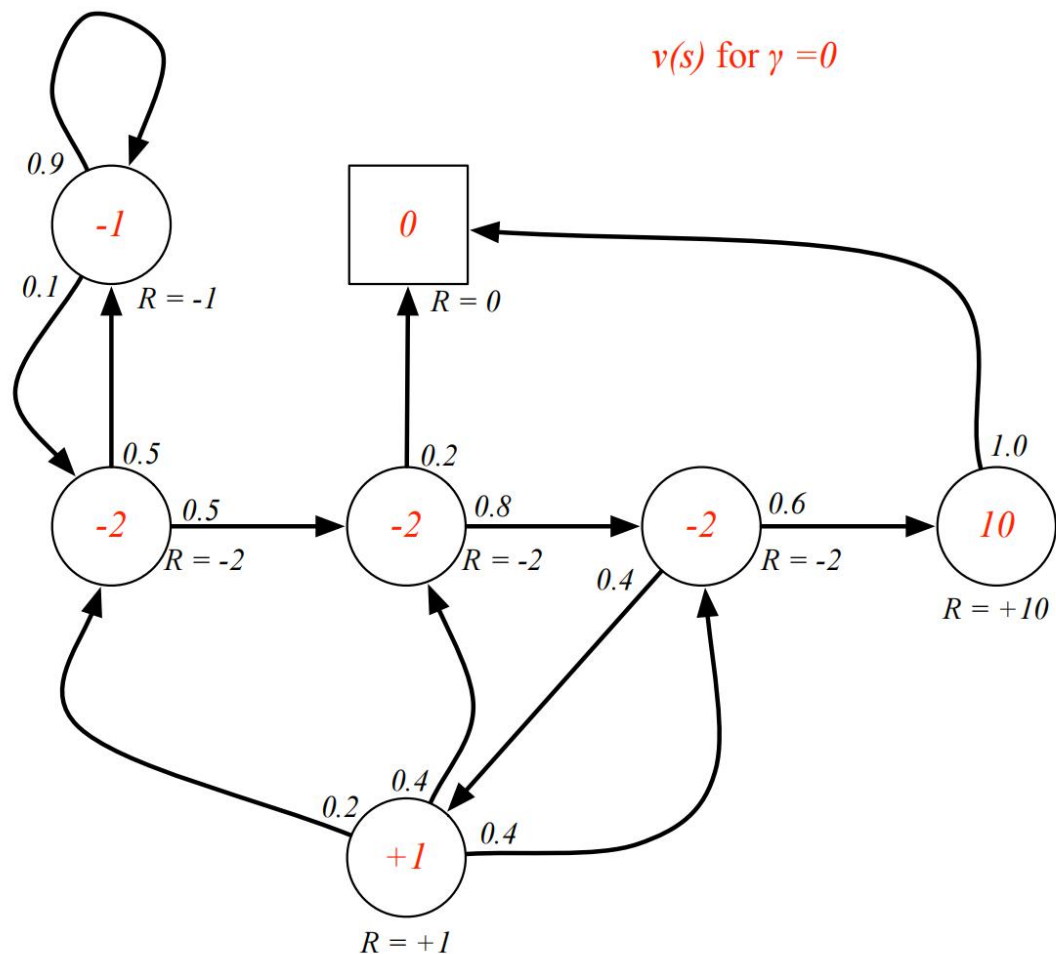 v(s) for γ =0
0.9
-1
0
0.1
R = -1
R = 0
0.5
0.2
1.0
-2
0.5
-2
0.8
-2
0.6
10
R = -2
R = -2
0.4
R = -2
R = +10
0.4
0.2
0.4
+1
R = +1